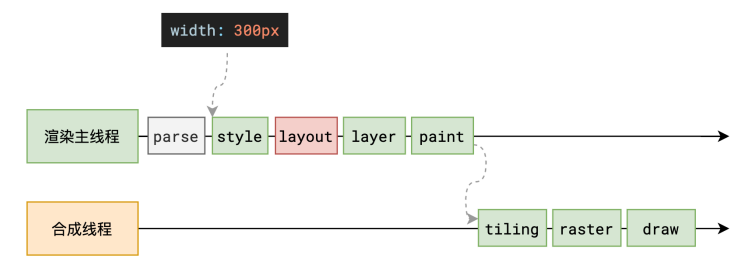 width: 300px
渲染主线程
parse
style
layout
layer
paint
合成线程
tiling
raster
draw